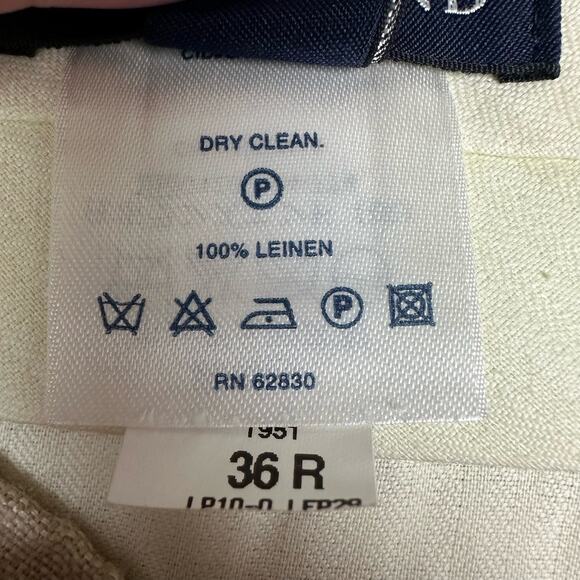 DRY CLEAN.
P
100% LEINEN
P
RN 62830
1951
36 R